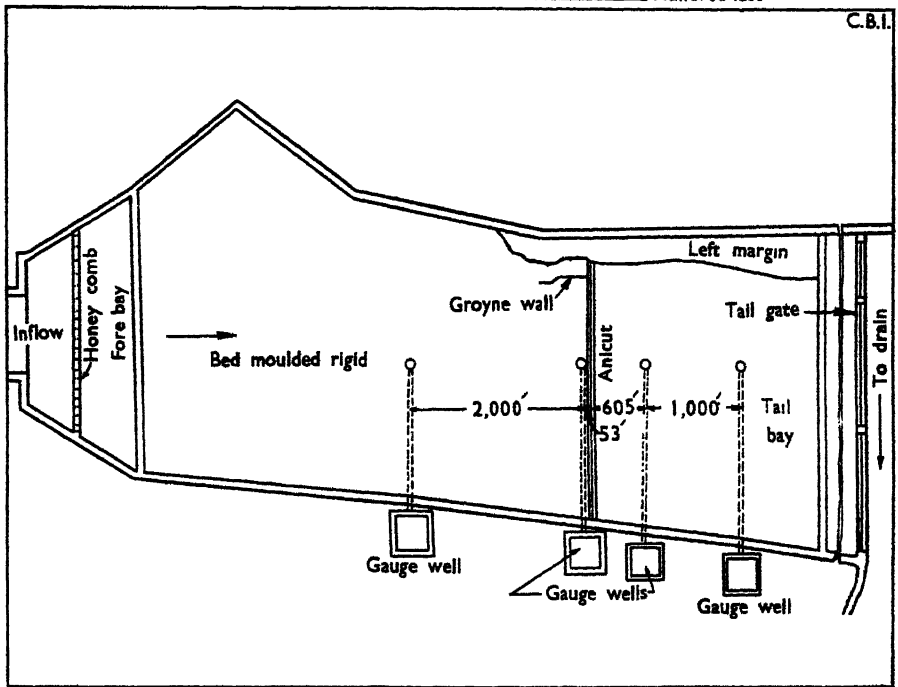 C.B.I.
Left margin
Groyne wall
Tail gate
Inflow
Honey comb
Fore bay
Bed moulded rigid
Anicut
To drain
2,000′
605′
1,000′
53′
Tail
bay
Gauge well
Gauge wells
Gauge well